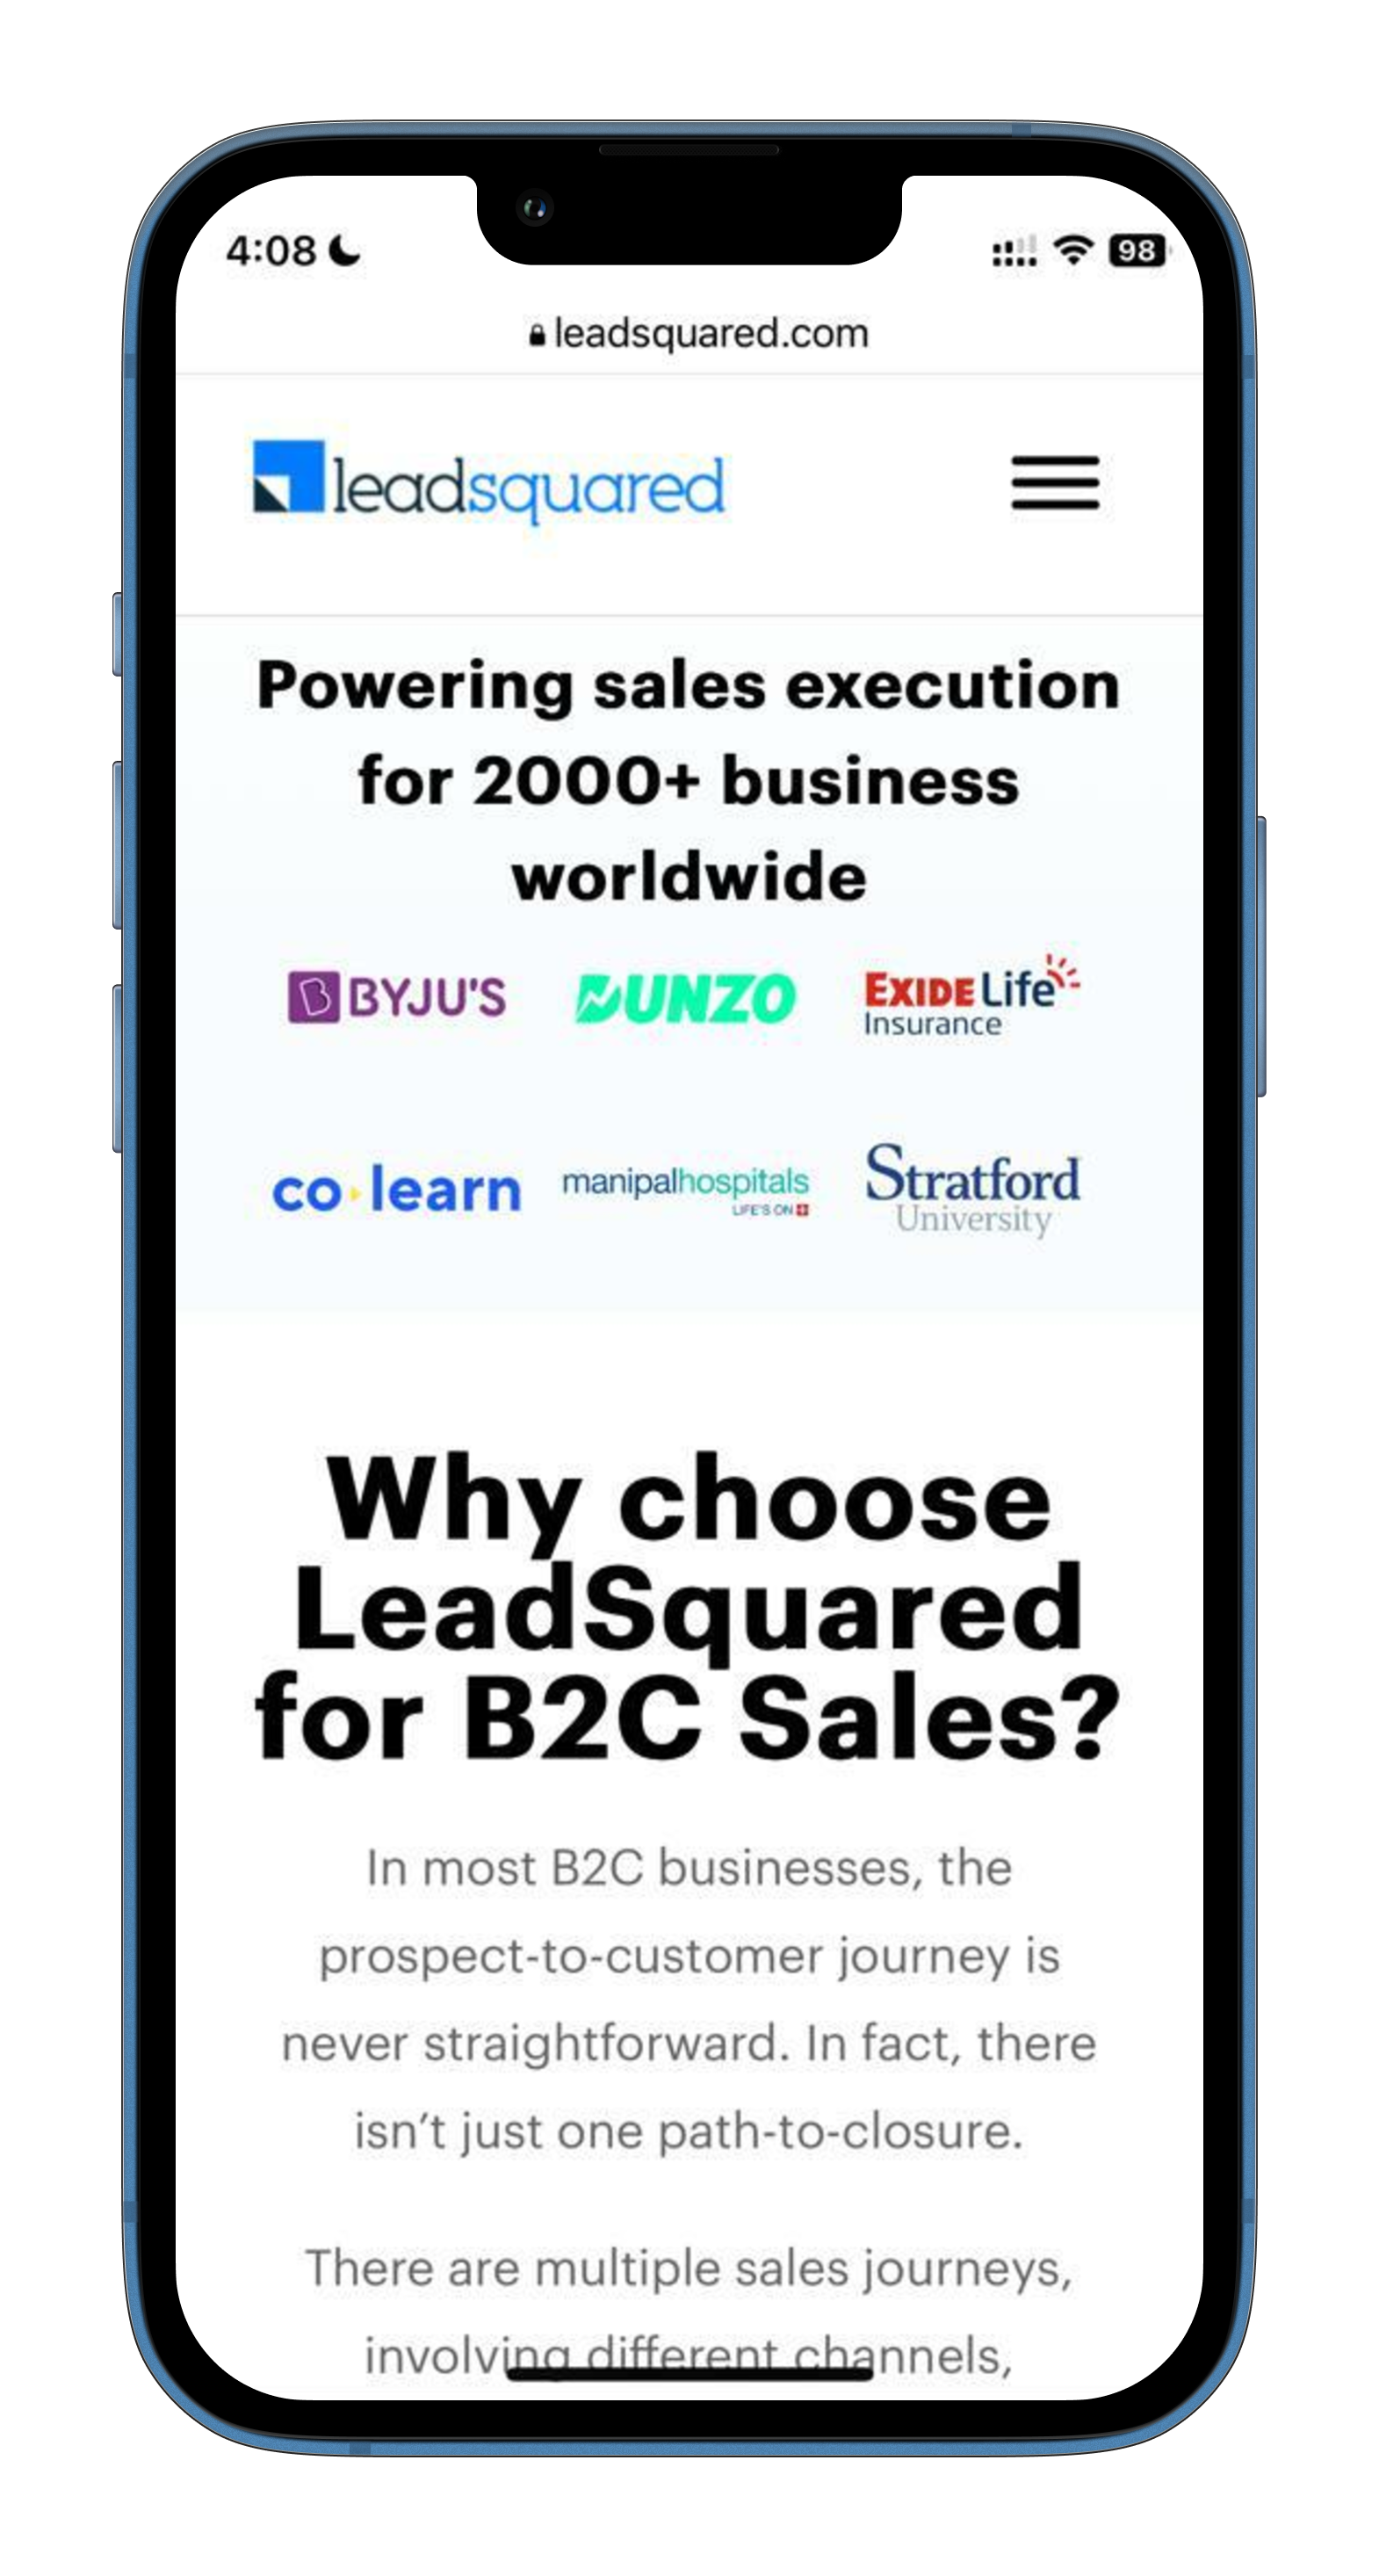 4:08
98
leadsquared.com
leadsquared
Powering sales execution
for 2000+ business
worldwide
BYJU'S DUNZO EXIDE Life
Insurance
co learn manipalhospitals Stratford
LIFE'S ON University
Why choose
LeadSquared
for B2C Sales?
In most B2C businesses, the
prospect-to-customer journey is
never straightforward. In fact, there
isn’t just one path-to-closure.
There are multiple sales journeys,
involving different channels,